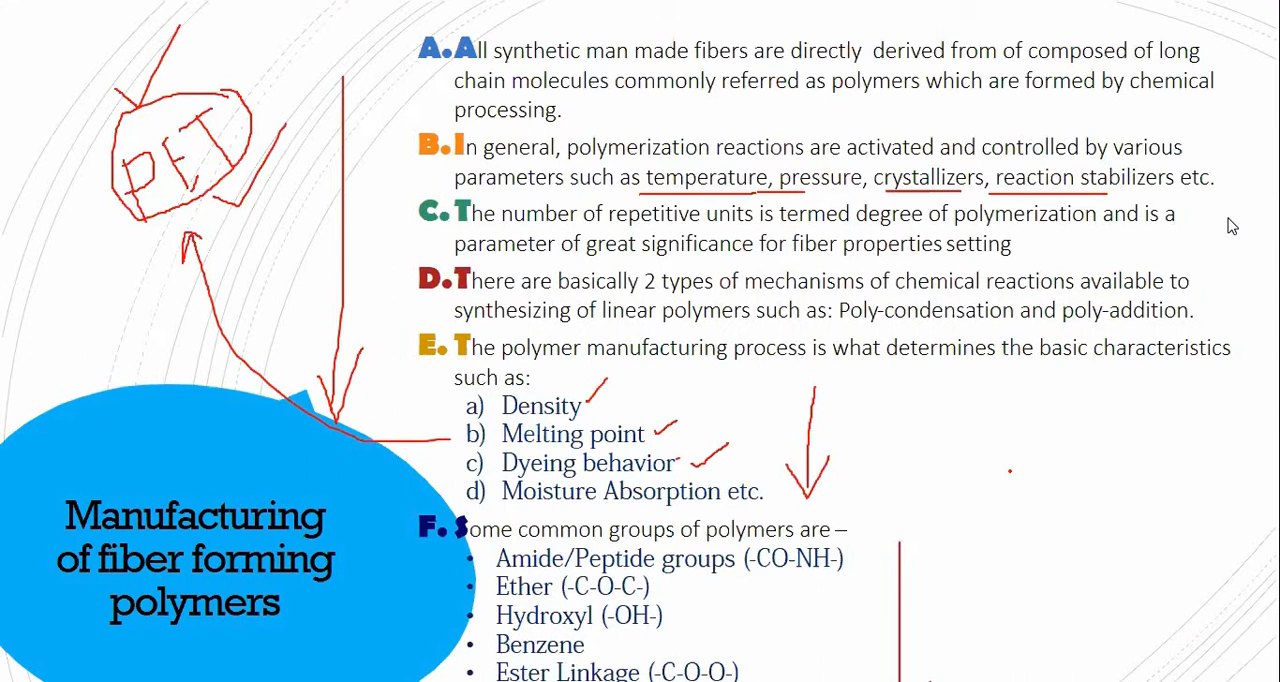 PET
A. All synthetic man made fibers are directly derived from of composed of long
chain molecules commonly referred as polymers which are formed by chemical
processing.
B. In general, polymerization reactions are activated and controlled by various
parameters such as temperature, pressure, crystallizers, reaction stabilizers etc.
C. The number of repetitive units is termed degree of polymerization and is a
parameter of great significance for fiber properties setting
D. There are basically 2 types of mechanisms of chemical reactions available to
synthesizing of linear polymers such as: Poly-condensation and poly-addition.
E. The polymer manufacturing process is what determines the basic characteristics
such as:
a) Density
b) Melting point
c) Dyeing behavior
d) Moisture Absorption etc.
F. Some common groups of polymers are –
• Amide/Peptide groups (-CO-NH-)
• Ether (-C-O-C-)
• Hydroxyl (-OH-)
• Benzene
• Ester Linkage (-C-O-O-)
Manufacturing
of fiber forming
polymers